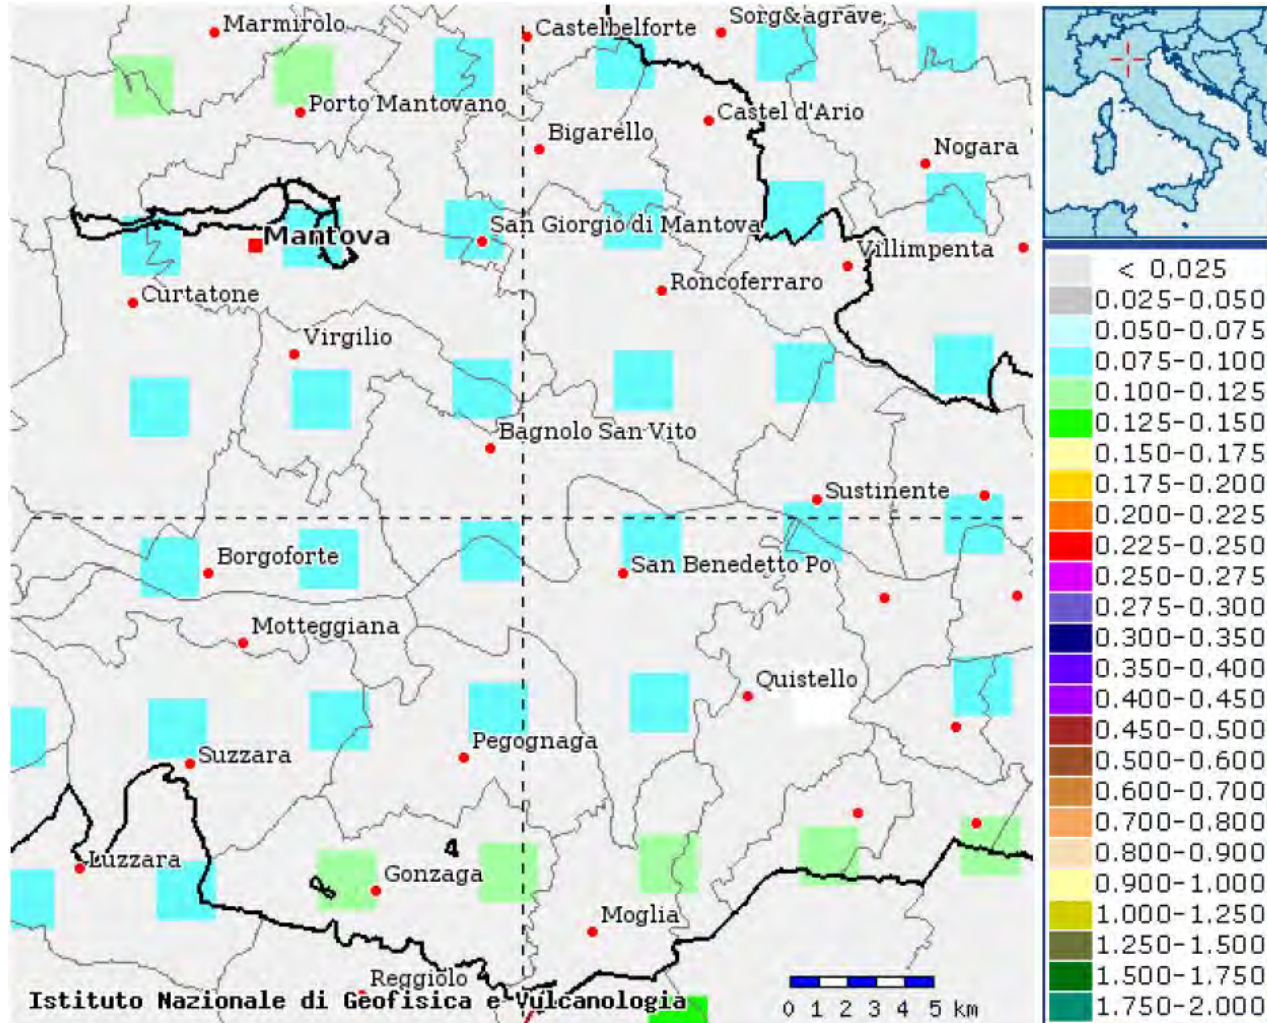 Marmirolo
Castelbelforte
Sorg&agrave;
Porto Mantovano
Castel d'Ario
Bigarello
Nogara
Mantova
San Giorgio di Mantova
Villimpenta
Curtatone
Roncoferraro
Virgilio
Bagnolo San Vito
Sustinente
Borgoforte
San Benedetto Po
Motteggiana
Quistello
Pegognaga
Suzzara
Luzzara
Gonzaga
Moglia
Reggiolo
Istituto Nazionale di Geofisica e Vulcanologia
0 1 2 3 4 5 km
< 0.025
0.025-0.050
0.050-0.075
0.075-0.100
0.100-0.125
0.125-0.150
0.150-0.175
0.175-0.200
0.200-0.225
0.225-0.250
0.250-0.275
0.275-0.300
0.300-0.350
0.350-0.400
0.400-0.450
0.450-0.500
0.500-0.600
0.600-0.700
0.700-0.800
0.800-0.900
0.900-1.000
1.000-1.250
1.250-1.500
1.500-1.750
1.750-2.000